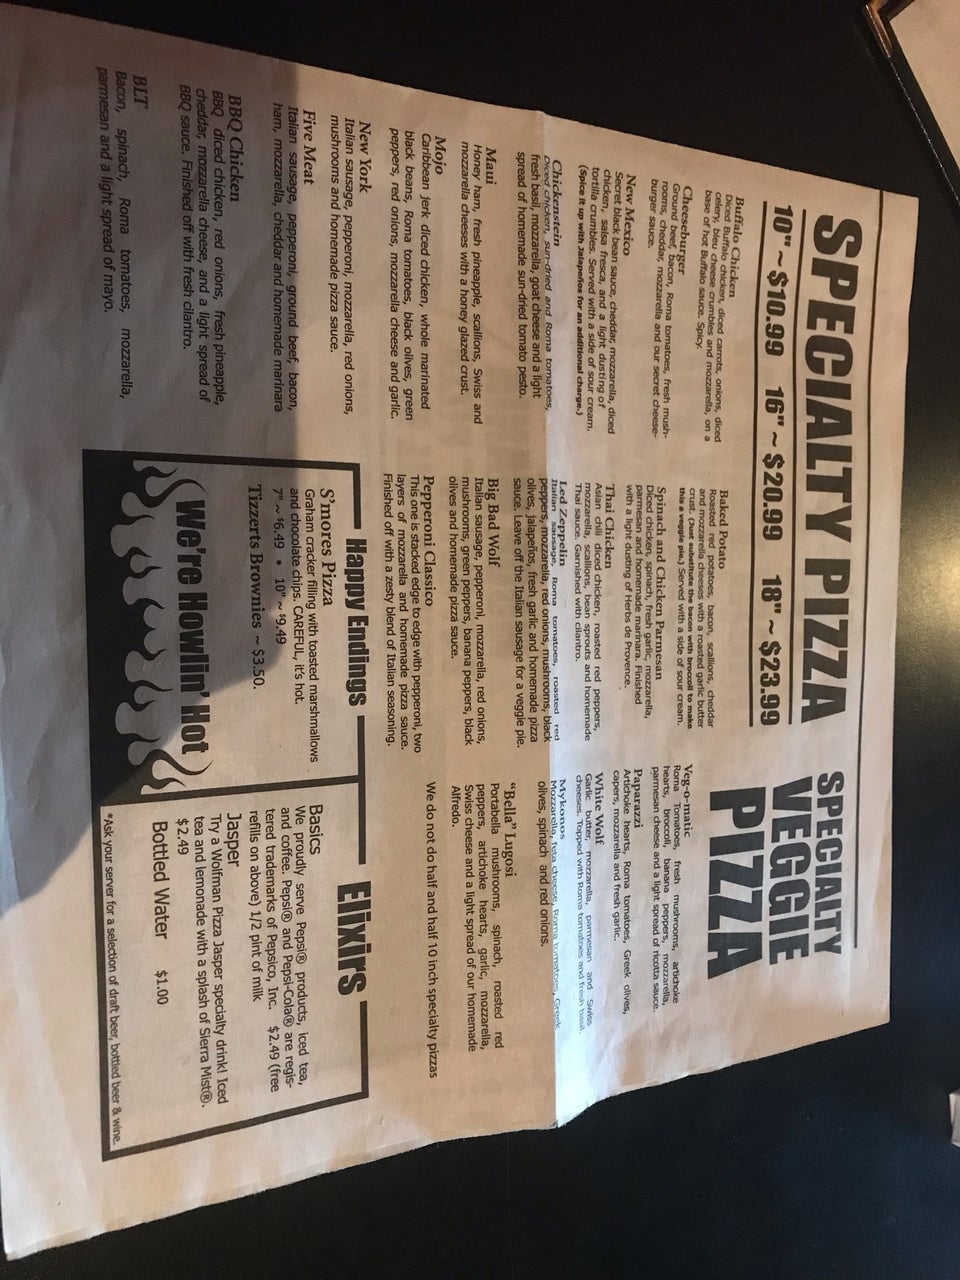 SPECIALTY PIZZA
10" ~ $10.99 16" ~ $20.99 18" ~ $23.99
Buffalo Chicken
Diced Buffalo chicken, diced carrots, onions, diced
celery, bleu cheese crumbles and mozzarella, on a
base of hot Buffalo sauce. Spicy.
Cheeseburger
Ground beef, bacon, Roma tomatoes, fresh mush-
rooms, cheddar, mozzarella and our secret cheese-
burger sauce.
New Mexico
Secret black bean sauce, cheddar, mozzarella, diced
chicken, salsa fresca, and a light dusting of
tortilla crumbles. Served with a side of sour cream.
(Spice it up with Jalapeños for an additional charge.)
Chickenstein
Diced chicken, sun-dried and Roma tomatoes,
fresh basil, mozzarella, goat cheese and a light
spread of homemade sun-dried tomato pesto.
Maui
Honey ham, fresh pineapple, scallions, Swiss and
mozzarella cheeses with a honey glazed crust.
Mojo
Caribbean jerk diced chicken, whole marinated
black beans, Roma tomatoes, black olives, green
peppers, red onions, mozzarella cheese and garlic.
New York
Italian sausage, pepperoni, mozzarella, red onions,
mushrooms and homemade pizza sauce.
Five Meat
Italian sausage, pepperoni, ground beef, bacon,
ham, mozzarella, cheddar and homemade marinara
BBQ Chicken
BBQ diced chicken, red onions, fresh pineapple,
cheddar, mozzarella cheese, and a light spread of
BBQ sauce. Finished off with fresh cilantro.
BLT
Bacon, spinach, Roma tomatoes, mozzarella,
parmesan and a light spread of mayo.
Baked Potato
Roasted red potatoes, bacon, scallions, cheddar
and mozzarella cheeses with a roasted garlic butter
crust. (Just substitute the bacon with broccoli to make
this a veggie pie.) Served with a side of sour cream.
Spinach and Chicken Parmesan
Diced chicken, spinach, fresh garlic, mozzarella,
parmesan and homemade marinara. Finished
with a light dusting of Herbs de Provence.
Thai Chicken
Asian chili diced chicken, roasted red peppers,
mozzarella, scallions, bean sprouts and homemade
Thai sauce. Garnished with cilantro.
Led Zeppelin
Italian sausage, Roma tomatoes, roasted red
peppers, mozzarella, red onions, mushrooms, black
olives, jalapeños, fresh garlic and homemade pizza
sauce. Leave off the Italian sausage for a veggie pie.
Big Bad Wolf
Italian sausage, pepperoni, mozzarella, red onions,
mushrooms, green peppers, banana peppers, black
olives and homemade pizza sauce.
Pepperoni Classico
This one is stacked edge to edge with pepperoni, two
layers of mozzarella and homemade pizza sauce.
Finished off with a zesty blend of Italian seasoning.
SPECIALTY
VEGGIE
PIZZA
Veg-o-matic
Roma Tomatoes, fresh mushrooms, artichoke
hearts, broccoli, banana peppers, mozzarella,
parmesan cheese and a light spread of ricotta sauce.
Paparazzi
Artichoke hearts, Roma tomatoes, Greek olives,
capers, mozzarella and fresh garlic.
White Wolf
Garlic butter, mozzarella, parmesan and Swiss
cheeses. Topped with Roma tomatoes and fresh basil.
Mykonos
Mozzarella, feta cheese, Roma tomatoes, Greek
olives, spinach and red onions.
"Bella" Lugosi
Portabella mushrooms, spinach, roasted red
peppers, artichoke hearts, garlic, mozzarella,
Swiss cheese and a light spread of our homemade
Alfredo.
We do not do half and half 10 inch specialty pizzas
Happy Endings
S'mores Pizza
Graham cracker filling with toasted marshmallows
and chocolate chips. CAREFUL, it's hot.
7" ~ $6.49 • 10" ~ $9.49
Tizzerts Brownies ~ $3.50.
We're Howlin' Hot
Elixirs
Basics
We proudly serve Pepsi® products, iced tea,
and coffee. Pepsi® and Pepsi-Cola® are regis-
tered trademarks of Pepsico, Inc. $2.49 (free
refills on above) 1/2 pint of milk
Jasper
Try a Wolfman Pizza Jasper specialty drink! Iced
tea and lemonade with a splash of Sierra Mist®.
$2.49
Bottled Water $1.00
*Ask your server for a selection of draft beer, bottled beer & wine.